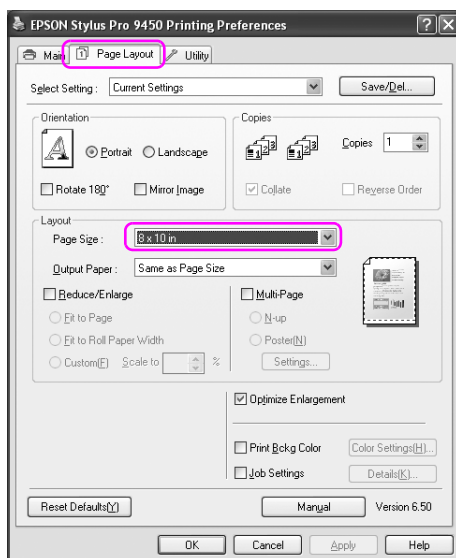 EPSON Stylus Pro 9450 Printing Preferences
Main Page Layout Utility
Select Setting : Current Settings Save/Del...
Orientation Copies
Portrait Landscape Copies 1
Rotate 180° Mirror Image Collate Reverse Order
Layout
Page Size : 8 x 10 in
Output Paper : Same as Page Size
Reduce/Enlarge Multi-Page
Fit to Page N-up
Fit to Roll Paper Width Poster(N)
Custom(F) Scale to % Settings...
Optimize Enlargement
Print Bckg Color Color Settings(H)...
Job Settings Details(K)...
Reset Defaults(Y) Manual Version 6.50
OK Cancel Apply Help